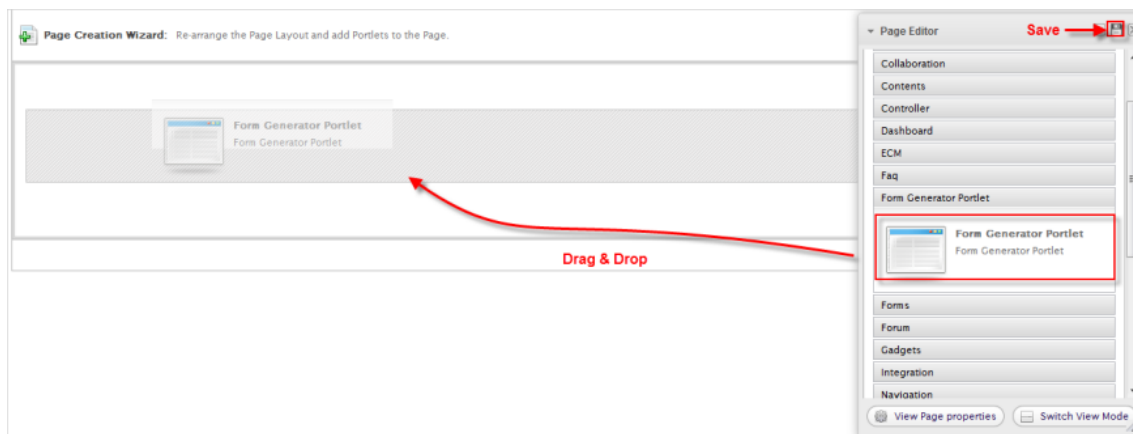 Page Creation Wizard: Re-arrange the Page Layout and add Portlets to the Page.
Form Generator Portlet
Form Generator Portlet
Drag & Drop
Page Editor
Save
Collaboration
Contents
Controller
Dashboard
ECM
Faq
Form Generator Portlet
Form Generator Portlet
Form Generator Portlet
Forms
Forum
Gadgets
Integration
Navigation
View Page properties
Switch View Mode